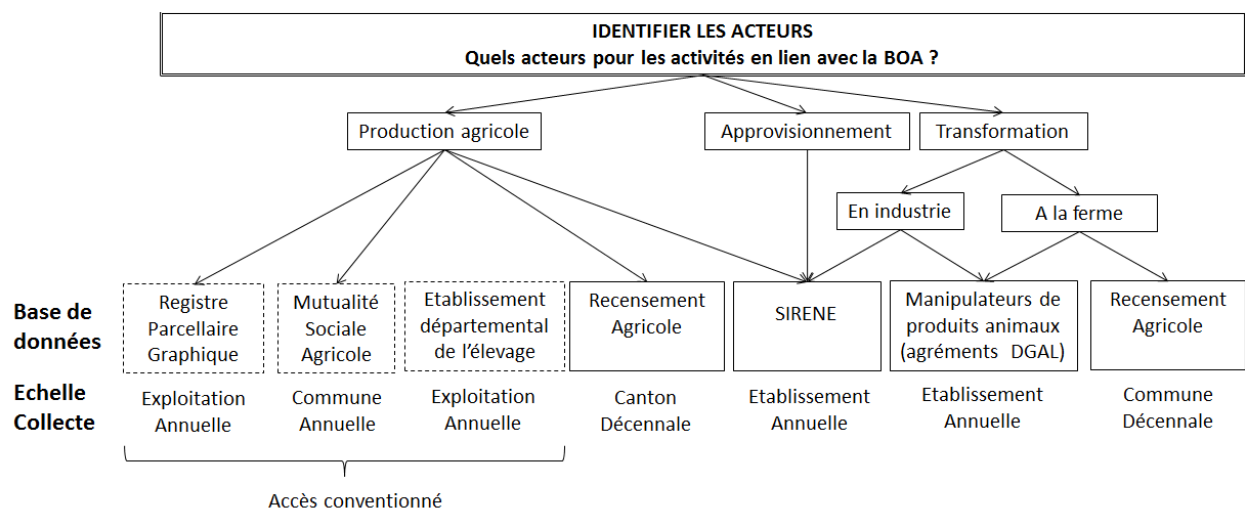 IDENTIFIER LES ACTEURS
Quels acteurs pour les activités en lien avec la BOA ?
Production agricole
Approvisionnement
Transformation
En industrie
A la ferme
Base de
données
Registre
Parcellaire
Graphique
Mutualité
Sociale
Agricole
Etablissement
départemental
de l'élevage
Recensement
Agricole
SIRENE
Manipulateurs de
produits animaux
(agréments DGAL)
Recensement
Agricole
Echelle
Collecte
Exploitation
Annuelle
Commune
Annuelle
Exploitation
Annuelle
Canton
Décennale
Etablissement
Annuelle
Etablissement
Annuelle
Commune
Décennale
Accès conventionné